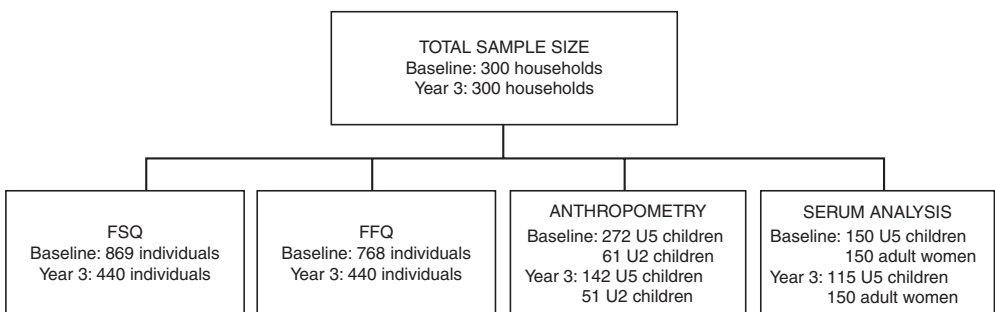 TOTAL SAMPLE SIZE
Baseline: 300 households
Year 3: 300 households
FSQ
Baseline: 869 individuals
Year 3: 440 individuals
FFQ
Baseline: 768 individuals
Year 3: 440 individuals
ANTHROPOMETRY
Baseline: 272 U5 children
61 U2 children
Year 3: 142 U5 children
51 U2 children
SERUM ANALYSIS
Baseline: 150 U5 children
150 adult women
Year 3: 115 U5 children
150 adult women